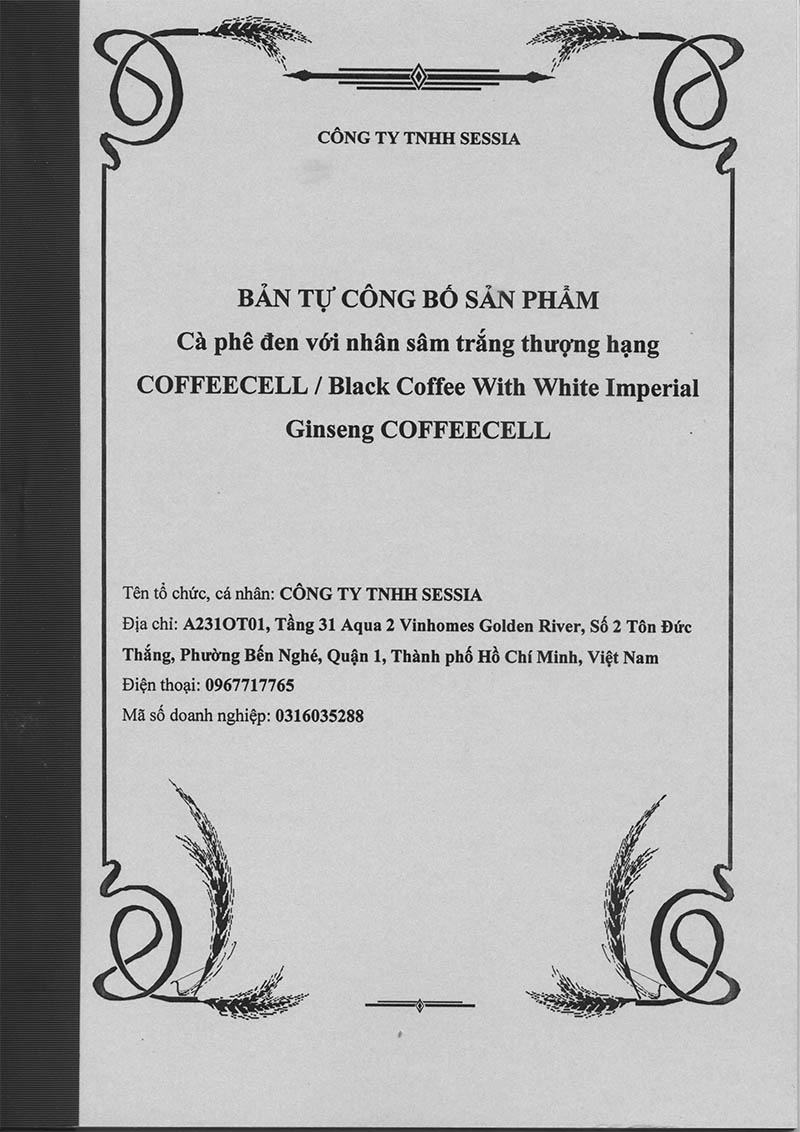 CÔNG TY TNHH SESSIA
BẢN TỰ CÔNG BỐ SẢN PHẨM
Cà phê đen với nhân sâm trắng thượng hạng
COFFEECELL / Black Coffee With White Imperial
Ginseng COFFEECELL
Tên tổ chức, cá nhân: CÔNG TY TNHH SESSIA
Địa chỉ: A231OT01, Tầng 31 Aqua 2 Vinhomes Golden River, Số 2 Tôn Đức
Thắng, Phường Bến Nghé, Quận 1, Thành phố Hồ Chí Minh, Việt Nam
Điện thoại: 0967717765
Mã số doanh nghiệp: 0316035288